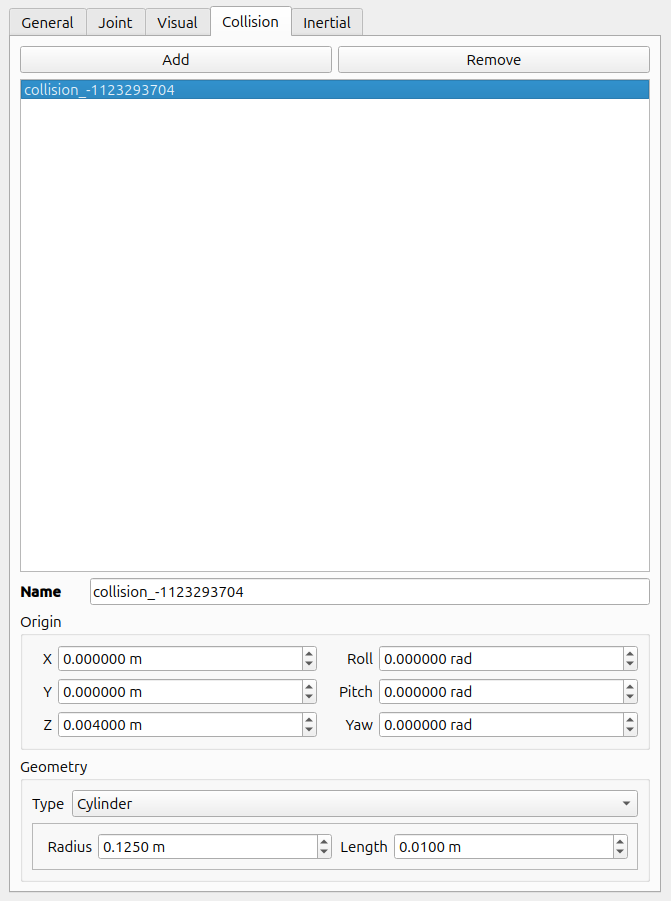 General Joint Visual Collision Inertial
Add Remove
collision_-1123293704
Name collision_-1123293704
Origin
X 0.000000 m Roll 0.000000 rad
Y 0.000000 m Pitch 0.000000 rad
Z 0.004000 m Yaw 0.000000 rad
Geometry
Type Cylinder
Radius 0.1250 m Length 0.0100 m